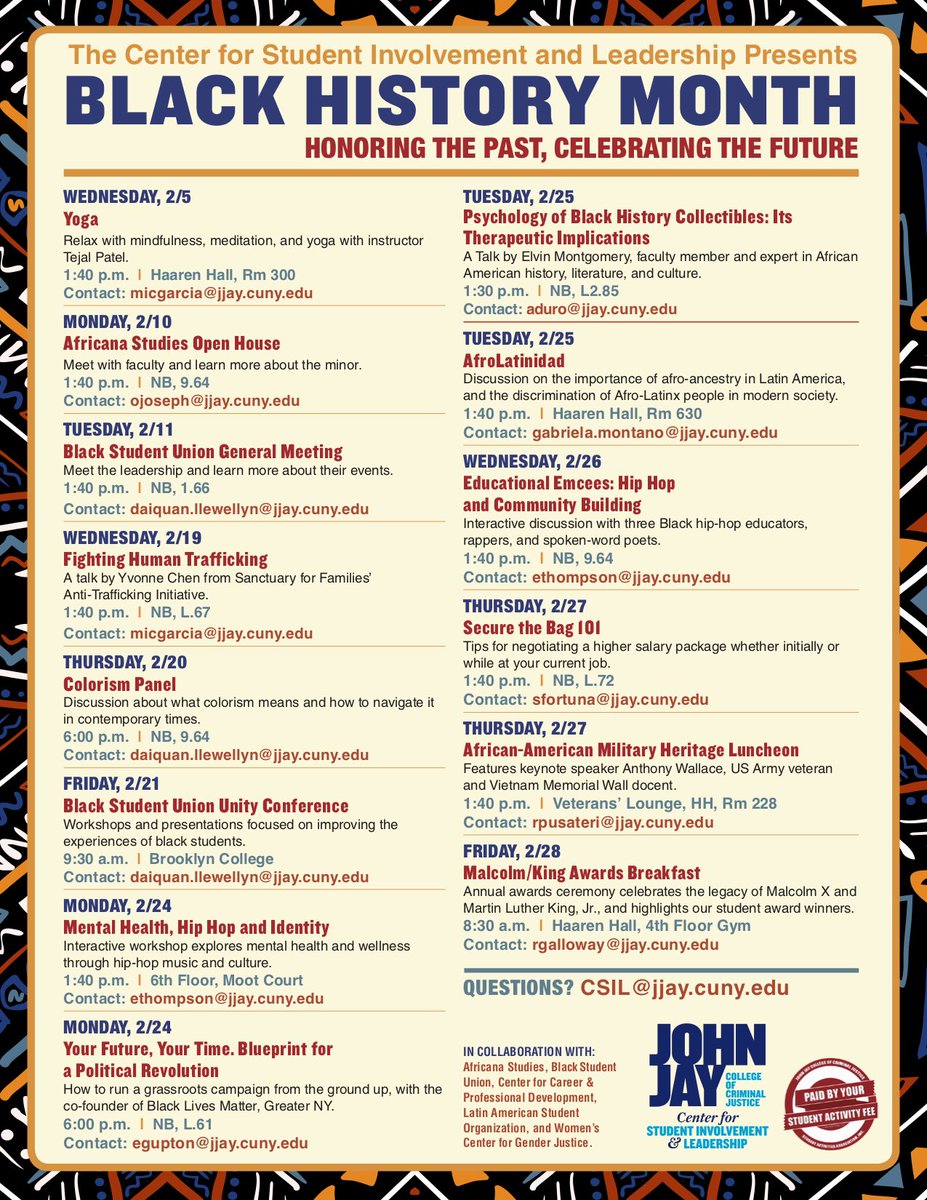 The Center for Student Involvement and Leadership Presents
BLACK HISTORY MONTH
HONORING THE PAST, CELEBRATING THE FUTURE
WEDNESDAY, 2/5
Yoga
Relax with mindfulness, meditation, and yoga with instructor
Tejal Patel.
1:40 p.m. | Haaren Hall, Rm 300
Contact: micgarcia@jjay.cuny.edu
MONDAY, 2/10
Africana Studies Open House
Meet with faculty and learn more about the minor.
1:40 p.m. | NB, 9.64
Contact: ojoseph@jjay.cuny.edu
TUESDAY, 2/11
Black Student Union General Meeting
Meet the leadership and learn more about their events.
1:40 p.m. | NB, 1.66
Contact: daiquan.llewellyn@jjay.cuny.edu
WEDNESDAY, 2/19
Fighting Human Trafficking
A talk by Yvonne Chen from Sanctuary for Families'
Anti-Trafficking Initiative.
1:40 p.m. | NB, L.67
Contact: micgarcia@jjay.cuny.edu
THURSDAY, 2/20
Colorism Panel
Discussion about what colorism means and how to navigate it
in contemporary times.
6:00 p.m. | NB, 9.64
Contact: daiquan.llewellyn@jjay.cuny.edu
FRIDAY, 2/21
Black Student Union Unity Conference
Workshops and presentations focused on improving the
experiences of black students.
9:30 a.m. | Brooklyn College
Contact: daiquan.llewellyn@jjay.cuny.edu
MONDAY, 2/24
Mental Health, Hip Hop and Identity
Interactive workshop explores mental health and wellness
through hip-hop music and culture.
1:40 p.m. | 6th Floor, Moot Court
Contact: ethompson@jjay.cuny.edu
MONDAY, 2/24
Your Future, Your Time. Blueprint for
a Political Revolution
How to run a grassroots campaign from the ground up, with the
co-founder of Black Lives Matter, Greater NY.
6:00 p.m. | NB, L.61
Contact: egupton@jjay.cuny.edu
TUESDAY, 2/25
Psychology of Black History Collectibles: Its
Therapeutic Implications
A Talk by Elvin Montgomery, faculty member and expert in African
American history, literature, and culture.
1:30 p.m. | NB, L2.85
Contact: aduro@jjay.cuny.edu
TUESDAY, 2/25
AfroLatinidad
Discussion on the importance of afro-ancestry in Latin America,
and the discrimination of Afro-Latinx people in modern society.
1:40 p.m. | Haaren Hall, Rm 630
Contact: gabriela.montano@jjay.cuny.edu
WEDNESDAY, 2/26
Educational Emcees: Hip Hop
and Community Building
Interactive discussion with three Black hip-hop educators,
rappers, and spoken-word poets.
1:40 p.m. | NB, 9.64
Contact: ethompson@jjay.cuny.edu
THURSDAY, 2/27
Secure the Bag 101
Tips for negotiating a higher salary package whether initially or
while at your current job.
1:40 p.m. | NB, L.72
Contact: sfortuna@jjay.cuny.edu
THURSDAY, 2/27
African-American Military Heritage Luncheon
Features keynote speaker Anthony Wallace, US Army veteran
and Vietnam Memorial Wall docent.
1:40 p.m. | Veterans' Lounge, HH, Rm 228
Contact: rpusateri@jjay.cuny.edu
FRIDAY, 2/28
Malcolm/King Awards Breakfast
Annual awards ceremony celebrates the legacy of Malcolm X and
Martin Luther King, Jr., and highlights our student award winners.
8:30 a.m. | Haaren Hall, 4th Floor Gym
Contact: rgalloway@jjay.cuny.edu
QUESTIONS? CSIL@jjay.cuny.edu
IN COLLABORATION WITH:
Africana Studies, Black Student
Union, Center for Career &
Professional Development,
Latin American Student
Organization, and Women's
Center for Gender Justice.
JOHN
JAY
COLLEGE
OF
CRIMINAL
JUSTICE
Center for
STUDENT INVOLVEMENT
& LEADERSHIP
PAID BY YOUR
STUDENT ACTIVITY FEE